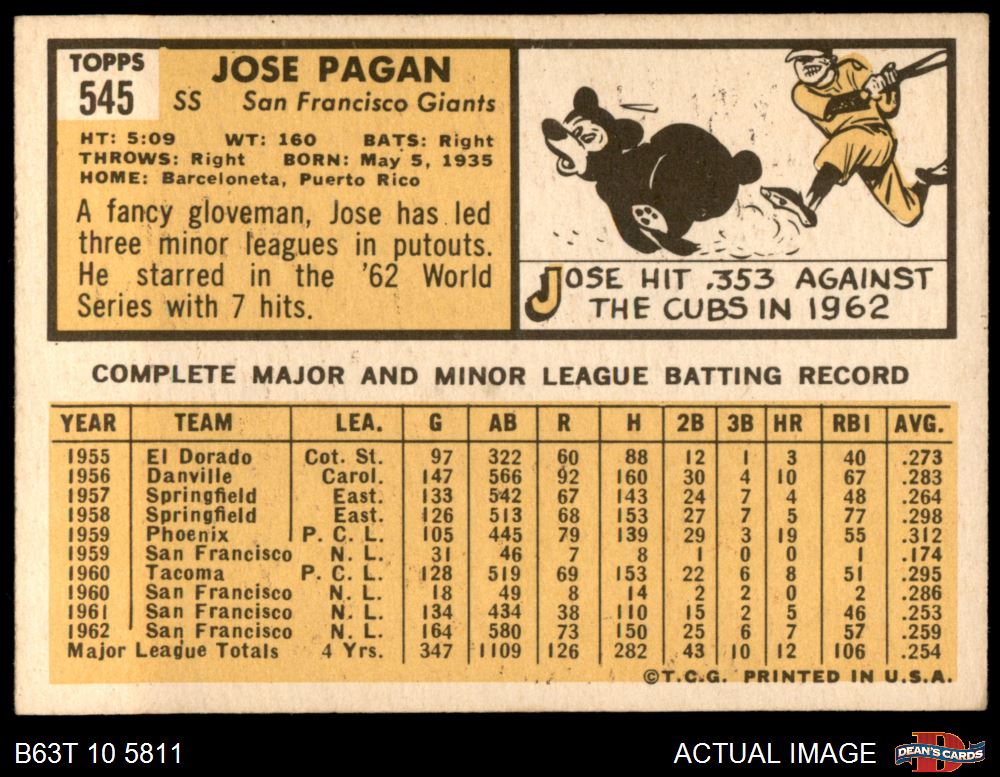 TOPPS
545
JOSE PAGAN
SS San Francisco Giants
HT: 5:09 WT: 160 BATS: Right
THROWS: Right BORN: May 5, 1935
HOME: Barceloneta, Puerto Rico
A fancy gloveman, Jose has led
three minor leagues in putouts.
He starred in the '62 World
Series with 7 hits.
JOSE HIT .353 AGAINST
THE CUBS IN 1962
COMPLETE MAJOR AND MINOR LEAGUE BATTING RECORD
YEAR TEAM LEA. G AB R H 2B 3B HR RBI AVG.
1955 El Dorado Cot. St. 97 322 60 88 12 1 3 40 .273
1956 Danville Carol. 147 566 92 160 30 4 10 67 .283
1957 Springfield East. 133 542 67 143 24 7 4 48 .264
1958 Springfield East. 126 513 68 153 27 7 5 77 .298
1959 Phoenix P. C. L. 105 445 79 139 29 3 19 55 .312
1959 San Francisco N. L. 31 46 7 8 1 0 0 1 .174
1960 Tacoma P. C. L. 128 519 69 153 22 6 8 51 .295
1960 San Francisco N. L. 18 49 8 14 2 2 0 2 .286
1961 San Francisco N. L. 134 434 38 110 15 2 5 46 .253
1962 San Francisco N. L. 164 580 73 150 25 6 7 57 .259
Major League Totals 4 Yrs. 347 1109 126 282 43 10 12 106 .254
©T.C.G. PRINTED IN U.S.A.
B63T 10 5811
ACTUAL IMAGE
DEAN'S CARDS